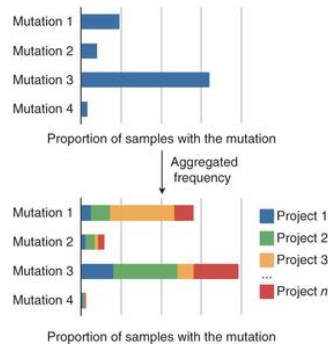 Mutation 1
Mutation 2
Mutation 3
Mutation 4
Proportion of samples with the mutation
Aggregated
frequency
Mutation 1
Mutation 2
Mutation 3
Mutation 4
Project 1
Project 2
Project 3
...
Project n
Proportion of samples with the mutation